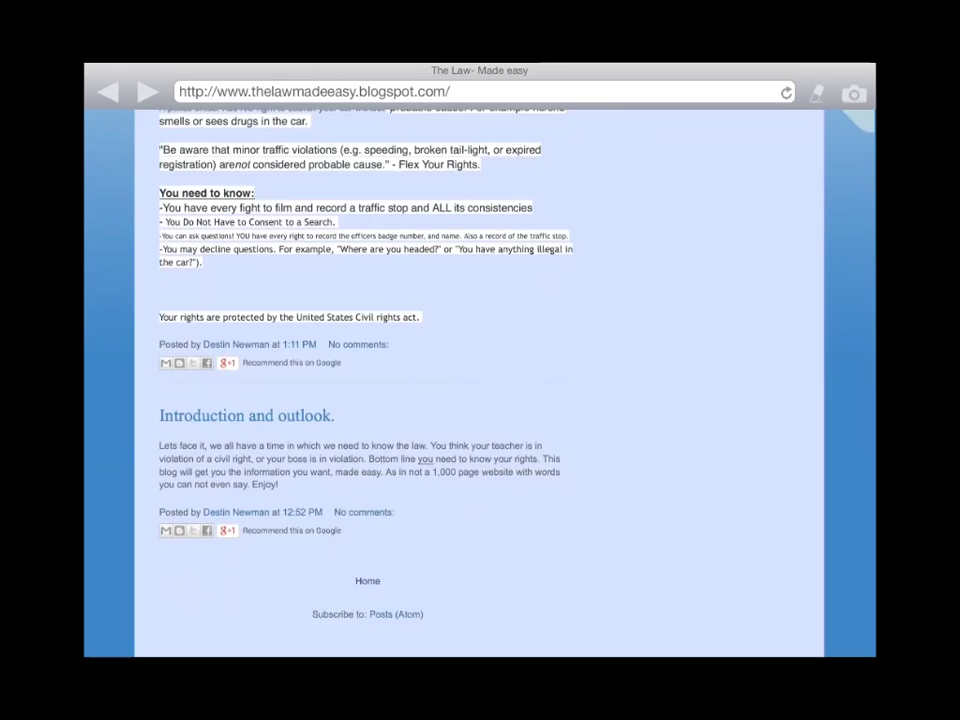 The Law- Made easy
http://www.thelawmadeeasy.blogspot.com/
smells or sees drugs in the car.
"Be aware that minor traffic violations (e.g. speeding, broken tail-light, or expired
registration) arenot considered probable cause." - Flex Your Rights.
You need to know:
-You have every fight to film and record a traffic stop and ALL its consistencies
- You Do Not Have to Consent to a Search.
-You can ask questions! YOU have every right to record the officers badge number, and name. Also a record of the traffic stop.
-You may decline questions. For example, "Where are you headed?" or "You have anything illegal in
the car?").
Your rights are protected by the United States Civil rights act.
Posted by Destin Newman at 1:11 PM No comments:
g+1 Recommend this on Google
Introduction and outlook.
Lets face it, we all have a time in which we need to know the law. You think your teacher is in
violation of a civil right, or your boss is in violation. Bottom line you need to know your rights. This
blog will get you the information you want, made easy. As in not a 1,000 page website with words
you can not even say. Enjoy!
Posted by Destin Newman at 12:52 PM No comments:
g+1 Recommend this on Google
Home
Subscribe to: Posts (Atom)